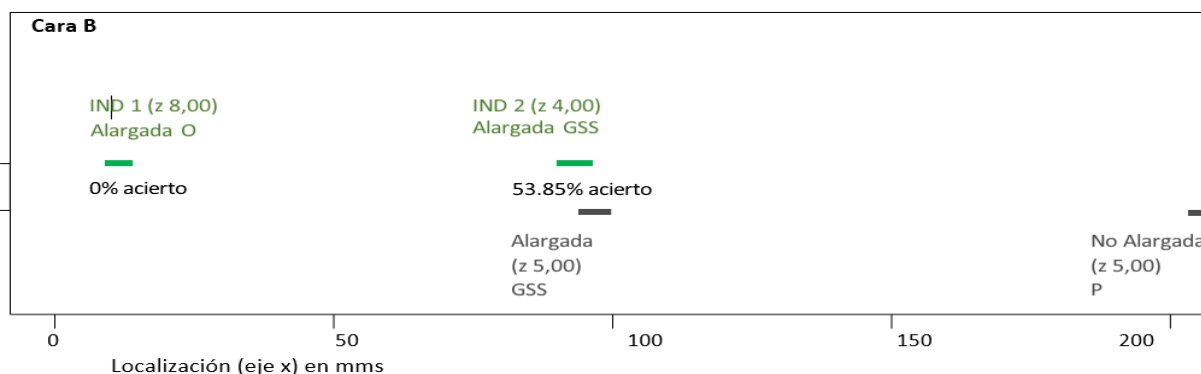 Cara B
IND 1 (z 8,00)
Alargada O
IND 2 (z 4,00)
Alargada GSS
0% acierto
53.85% acierto
Alargada
(z 5,00)
GSS
No Alargada
(z 5,00)
P
0
50
100
150
200
Localización (eje x) en mms